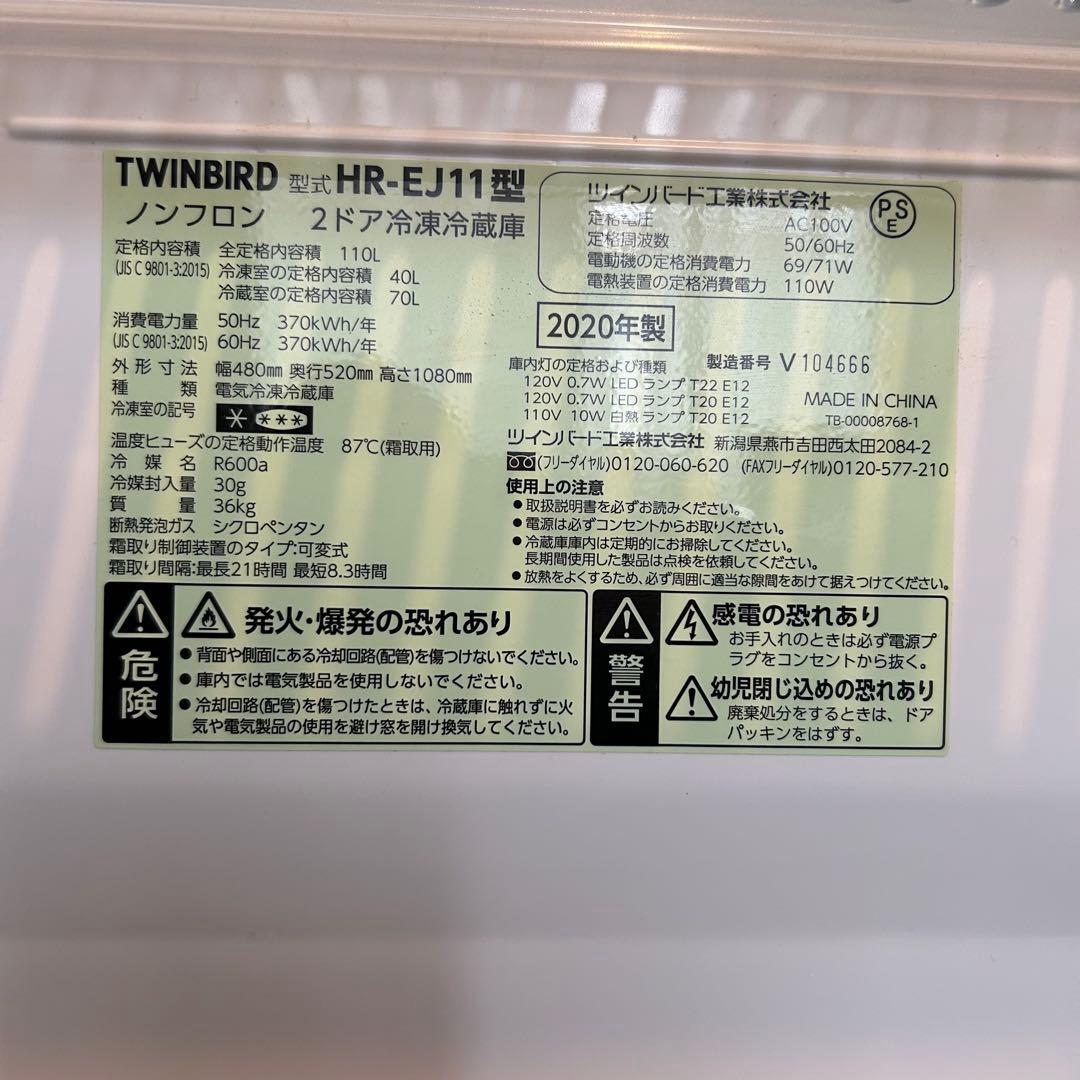 TWINBIRD 型式 HR-EJ11型
ノンフロン 2ドア冷凍冷蔵庫
定格内容積 全定格内容積 110L
(JIS C 9801-3:2015) 冷凍室の定格内容積 40L
冷蔵室の定格内容積 70L
消費電力量 50Hz 370kWh/年
(JIS C 9801-3:2015) 60Hz 370kWh/年
外形寸法 幅480mm 奥行520mm 高さ1080mm
種類 電気冷凍冷蔵庫
冷凍室の記号 * ***
温度ヒューズの定格動作温度 87℃(霜取用)
冷媒名 R600a
冷媒封入量 30g
質量 36kg
断熱発泡ガス シクロペンタン
霜取り制御装置のタイプ:可変式
霜取り間隔:最長21時間 最短8.3時間
ツインバード工業株式会社
PSE
定格電圧 AC100V
定格周波数 50/60Hz
電動機の定格消費電力 69/71W
電熱装置の定格消費電力 110W
2020年製
庫内灯の定格および種類 製造番号 V104666
120V 0.7W LED ランプ T22 E12
120V 0.7W LED ランプ T20 E12 MADE IN CHINA
110V 10W 白熱 ランプ T20 E12 TB-00008768-1
ツインバード工業株式会社 新潟県燕市吉田西太田2084-2
(フリーダイヤル)0120-060-620 (FAXフリーダイヤル)0120-577-210
使用上の注意
●取扱説明書を必ずお読みください。
●電源は必ずコンセントからお取りください。
●冷蔵庫庫内は定期的にお掃除してください。
長期間使用した製品は点検を依頼してください。
●放熱をよくするため、必ず周囲に適当な隙間をあけて据えつけてください。
危険
発火・爆発の恐れあり
●背面や側面にある冷却回路(配管)を傷つけないでください。
●庫内では電気製品を使用しないでください。
●冷却回路(配管)を傷つけたときは、冷蔵庫に触れずに火
気や電気製品の使用を避け窓を開け換気してください。
警告
感電の恐れあり
お手入れのときは必ず電源プ
ラグをコンセントから抜く。
幼児閉じ込めの恐れあり
廃棄処分をするときは、ドア
パッキンをはずす。